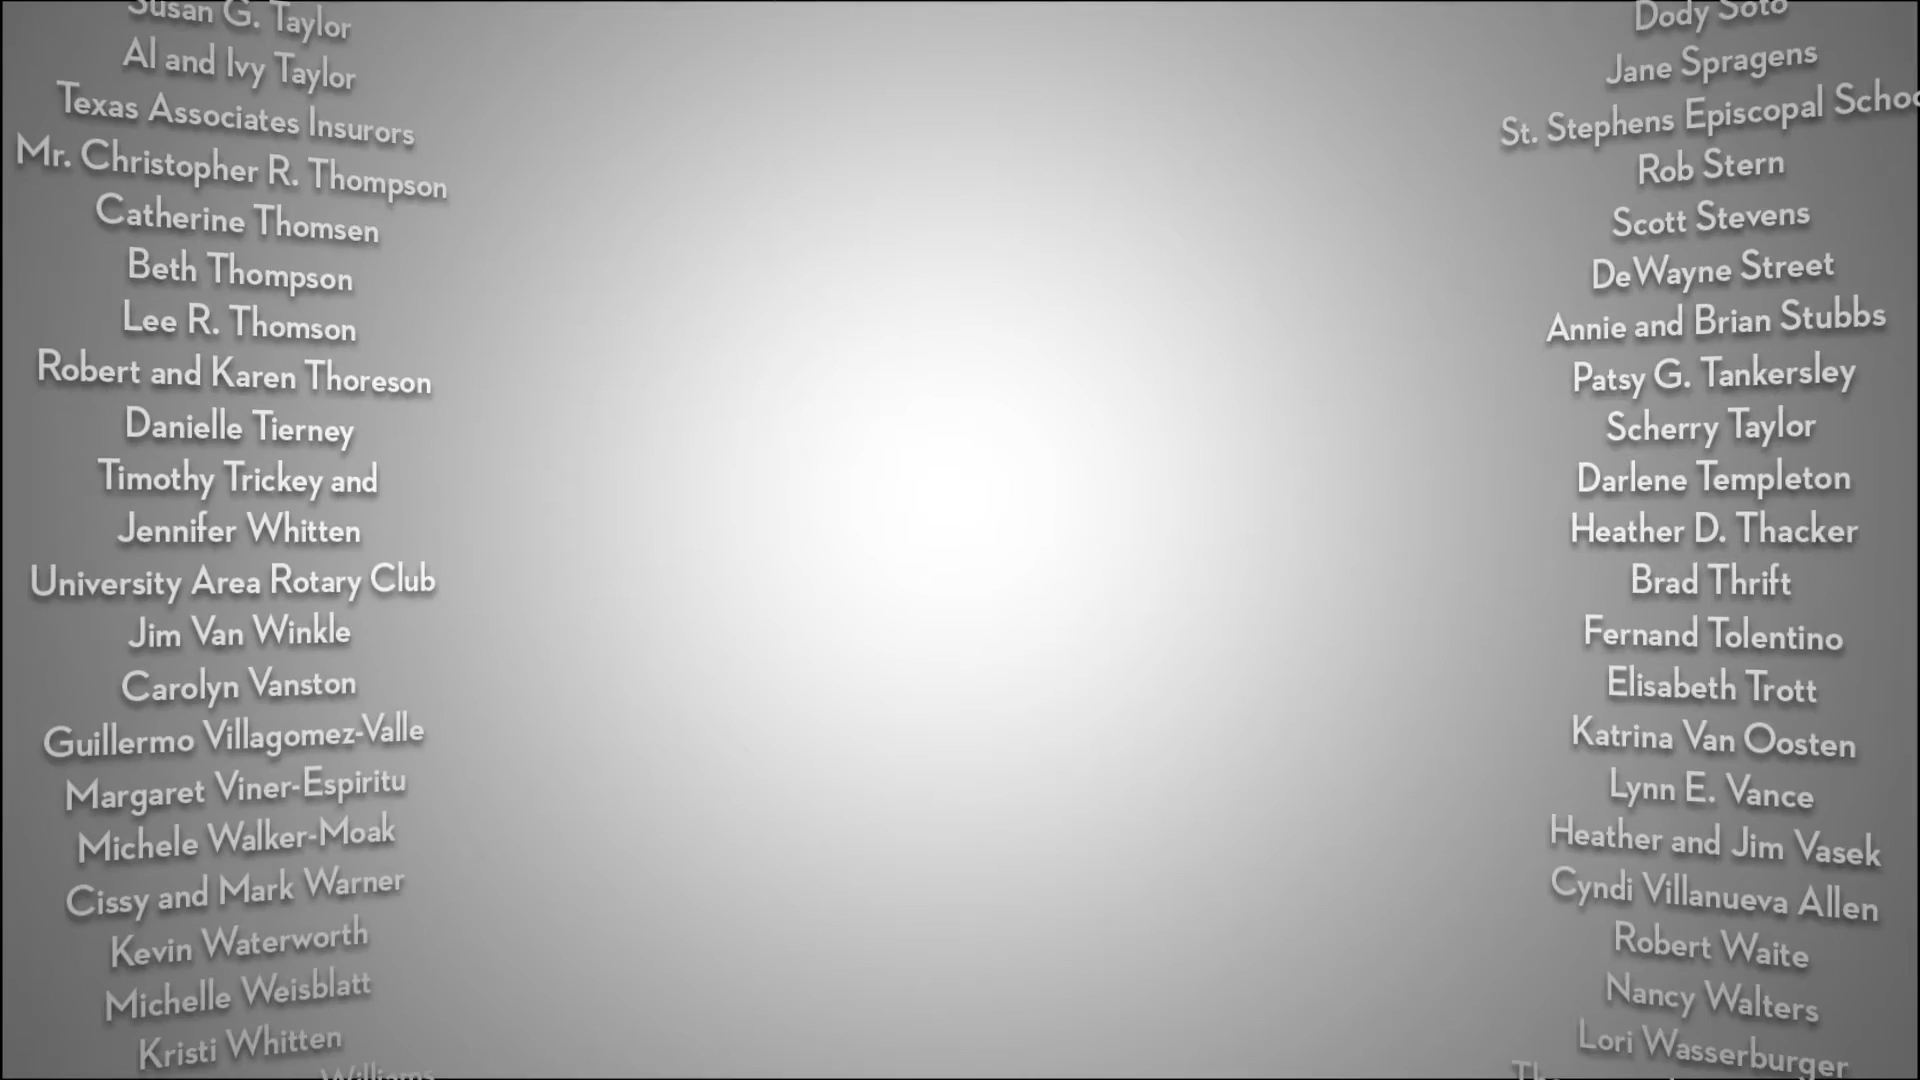 Susan G. Taylor
Al and Ivy Taylor
Texas Associates Insurors
Mr. Christopher R. Thompson
Catherine Thomsen
Beth Thompson
Lee R. Thomson
Robert and Karen Thoreson
Danielle Tierney
Timothy Trickey and
Jennifer Whitten
University Area Rotary Club
Jim Van Winkle
Carolyn Vanston
Guillermo Villagomez-Valle
Margaret Viner-Espiritu
Michele Walker-Moak
Cissy and Mark Warner
Kevin Waterworth
Michelle Weisblatt
Kristi Whitten
Williams
Dody Soto
Jane Spragens
St. Stephens Episcopal Schoo
Rob Stern
Scott Stevens
DeWayne Street
Annie and Brian Stubbs
Patsy G. Tankersley
Scherry Taylor
Darlene Templeton
Heather D. Thacker
Brad Thrift
Fernand Tolentino
Elisabeth Trott
Katrina Van Oosten
Lynn E. Vance
Heather and Jim Vasek
Cyndi Villanueva Allen
Robert Waite
Nancy Walters
Lori Wasserburger